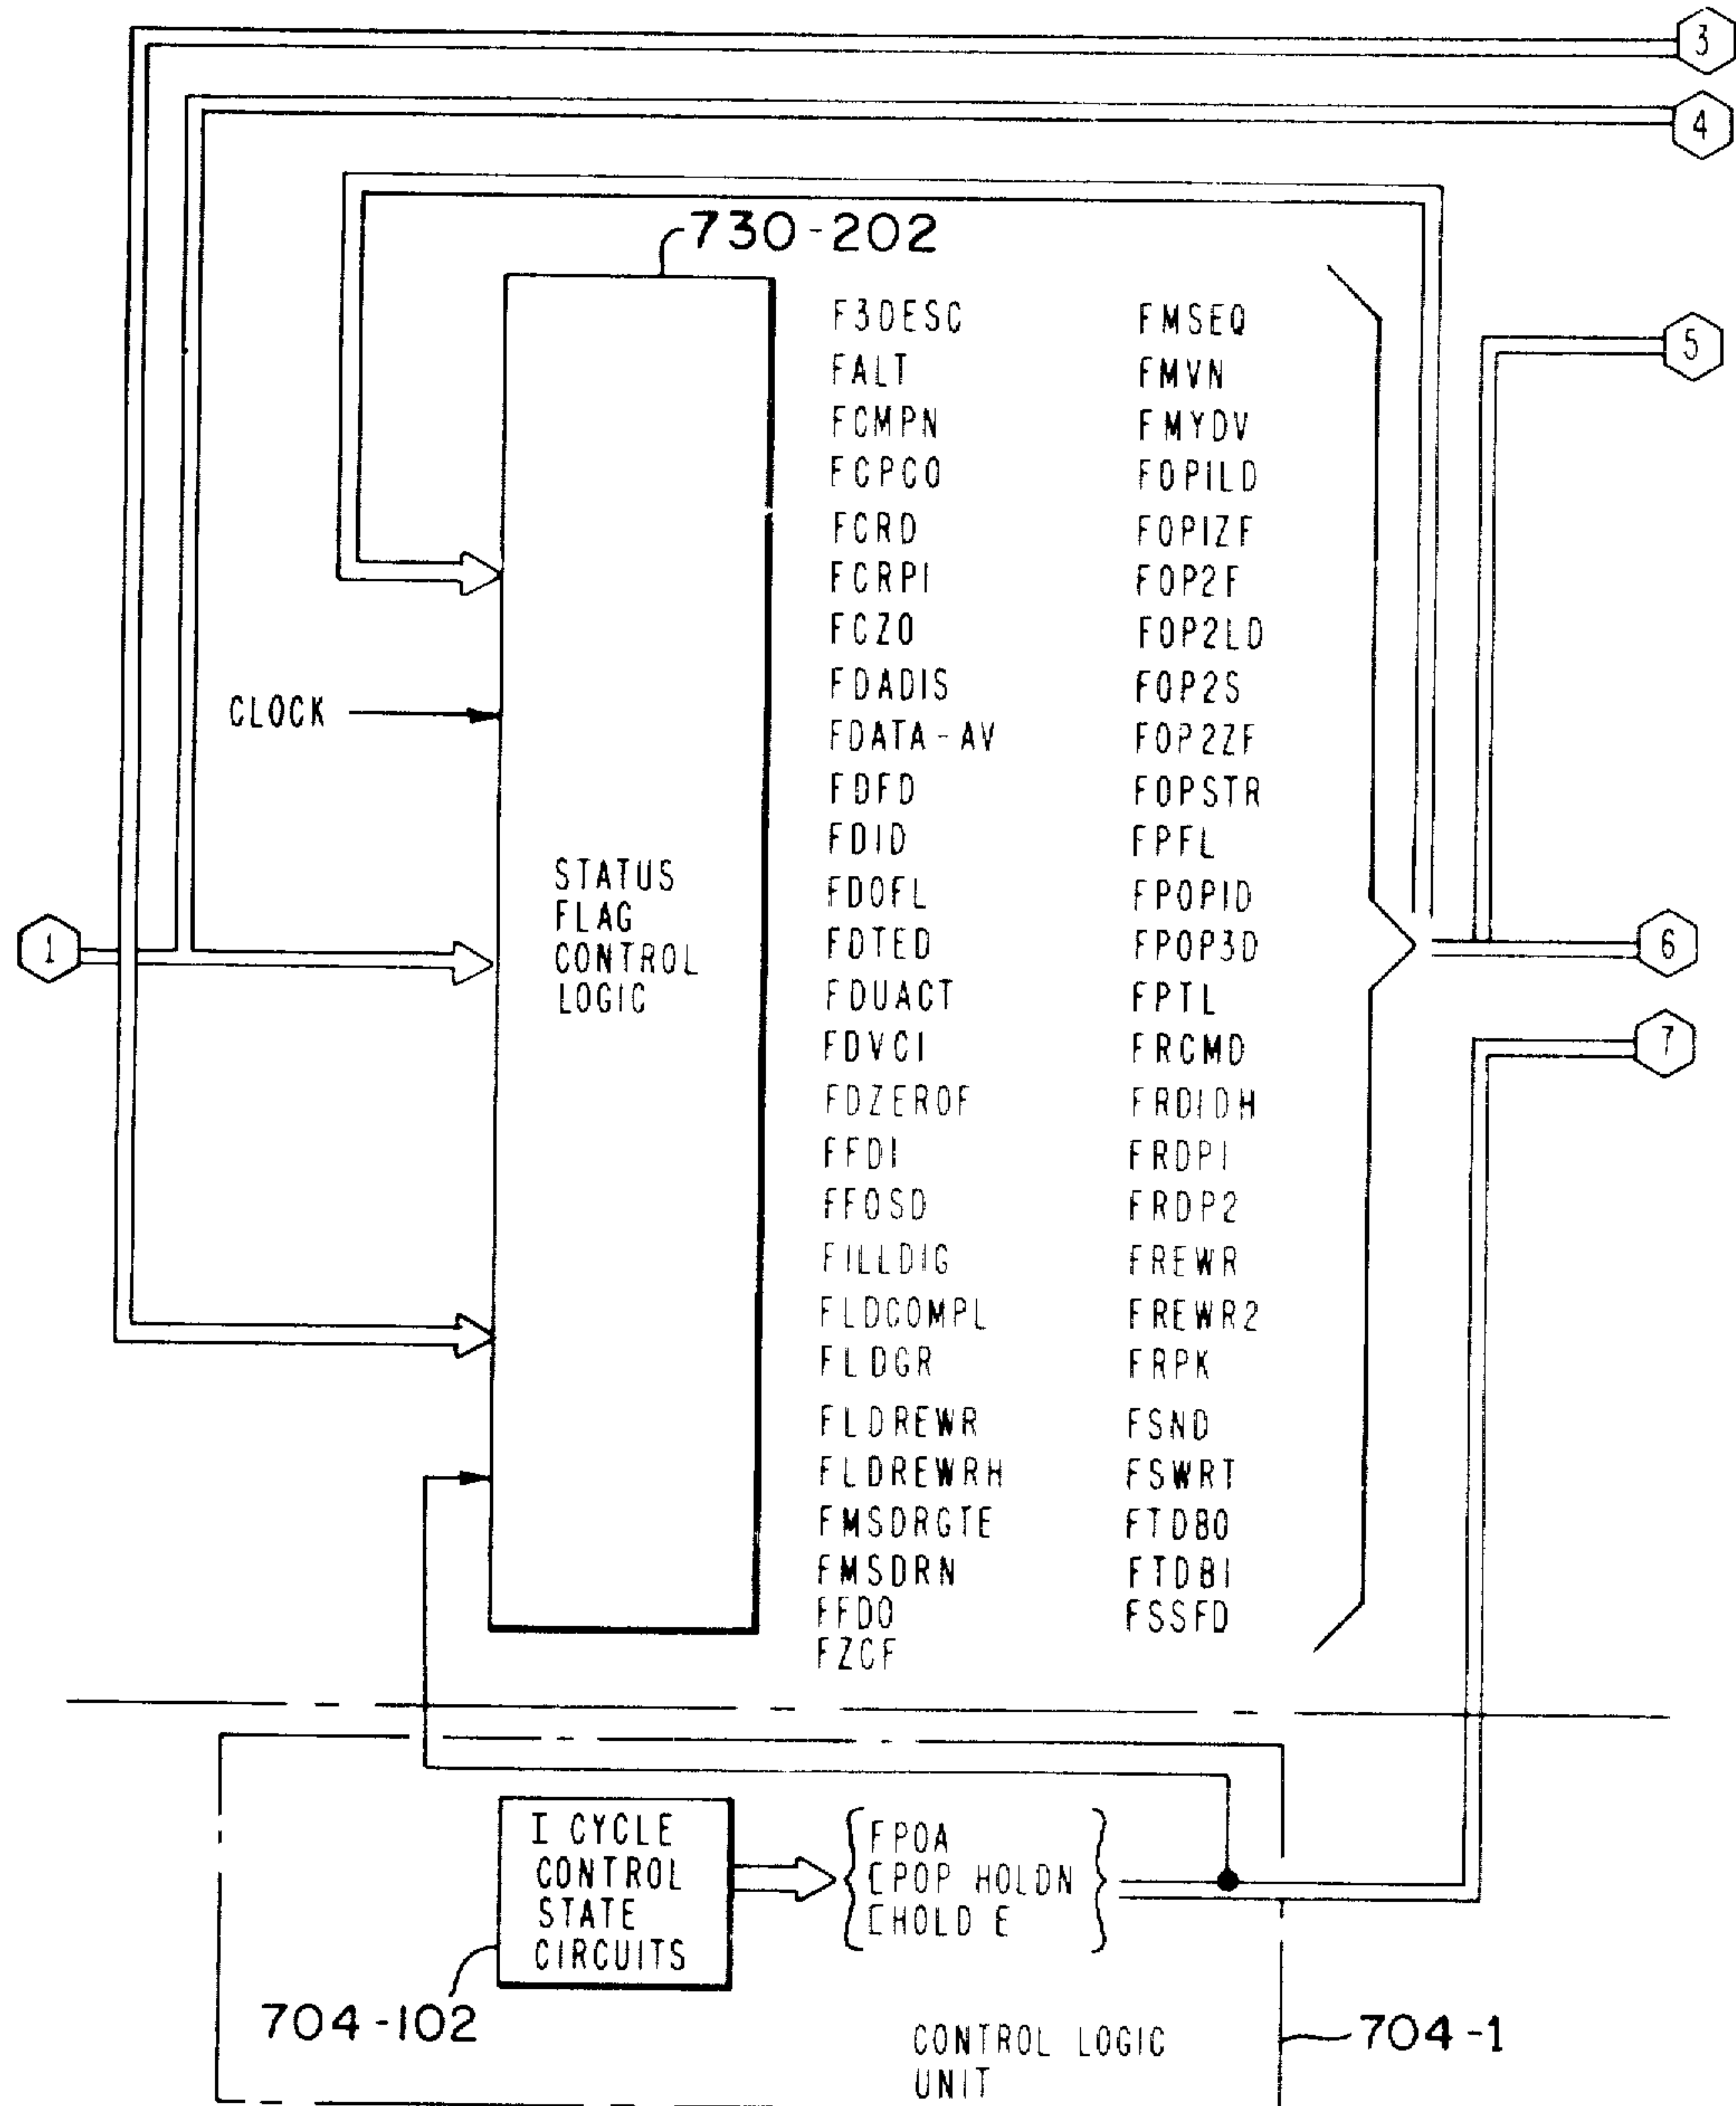 3
4
730-202
F3DESC FMSEQ
5
FALT FMVN
FCMPN FMYDV
FCPCO FOPILD
FCRD FOPIZF
FCRPI FOP2F
FCZO FOP2LD
FDADIS FOP2S
CLOCK
FDATA-AV FOP2ZF
FDFD FOPSTR
FDID FPFL
STATUS
FLAG
CONTROL
LOGIC
FDOFL FPOPID
1
FDTED FPOP3D
6
FDUACT FPTL
FDVCI FRCMD
7
FDZEROF FRDIDH
FFDI FRDPI
FFOSD FRDP2
FILLDIG FREWR
FLDCOMPL FREWR2
FLDGR FRPK
FLDREWR FSND
FLDREWRH FSWRT
FMSDRGTE FTDBO
FMSDRN FTDBI
FFDO FSSFD
FZCF
I CYCLE
CONTROL
STATE
CIRCUITS
FPOA
[POP HOLDN
[HOLD E
704-102
CONTROL LOGIC
UNIT
704-1